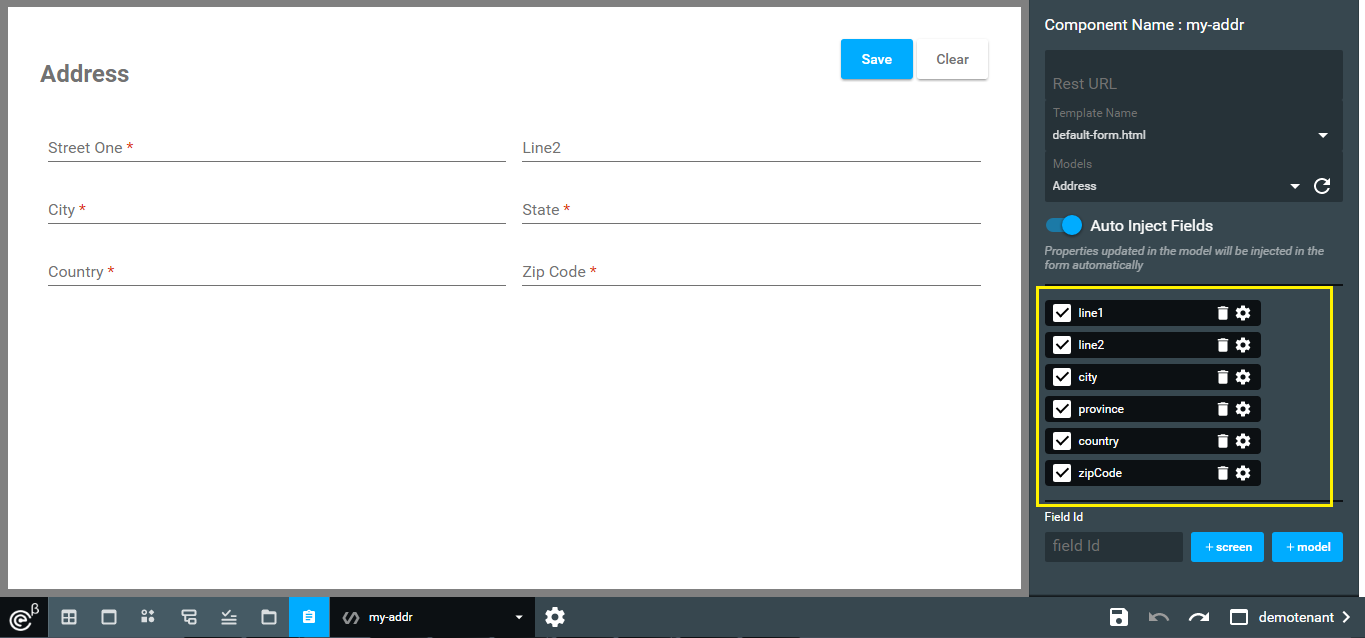 Address
Save
Clear
Street One *
Line2
City *
State *
Country *
Zip Code *
Component Name : my-addr
Rest URL
Template Name
default-form.html
Models
Address
Auto Inject Fields
Properties updated in the model will be injected in the
form automatically
line1
line2
city
province
country
zipCode
Field Id
field Id
+ screen
+ model
e β
my-addr
demotenant